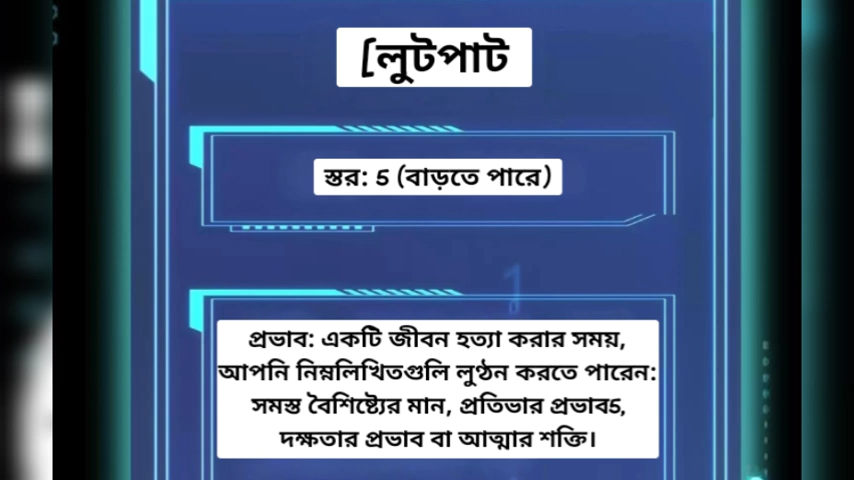 [লুটপাট
স্তর: 5 (বাড়তে পারে)
প্রভাব: একটি জীবন হত্যা করার সময়,
আপনি নিম্নলিখিতগুলি লুণ্ঠন করতে পারেন:
সমস্ত বৈশিষ্ট্যের মান, প্রতিভার প্রভাব5,
দক্ষতার প্রভাব বা আত্মার শক্তি।